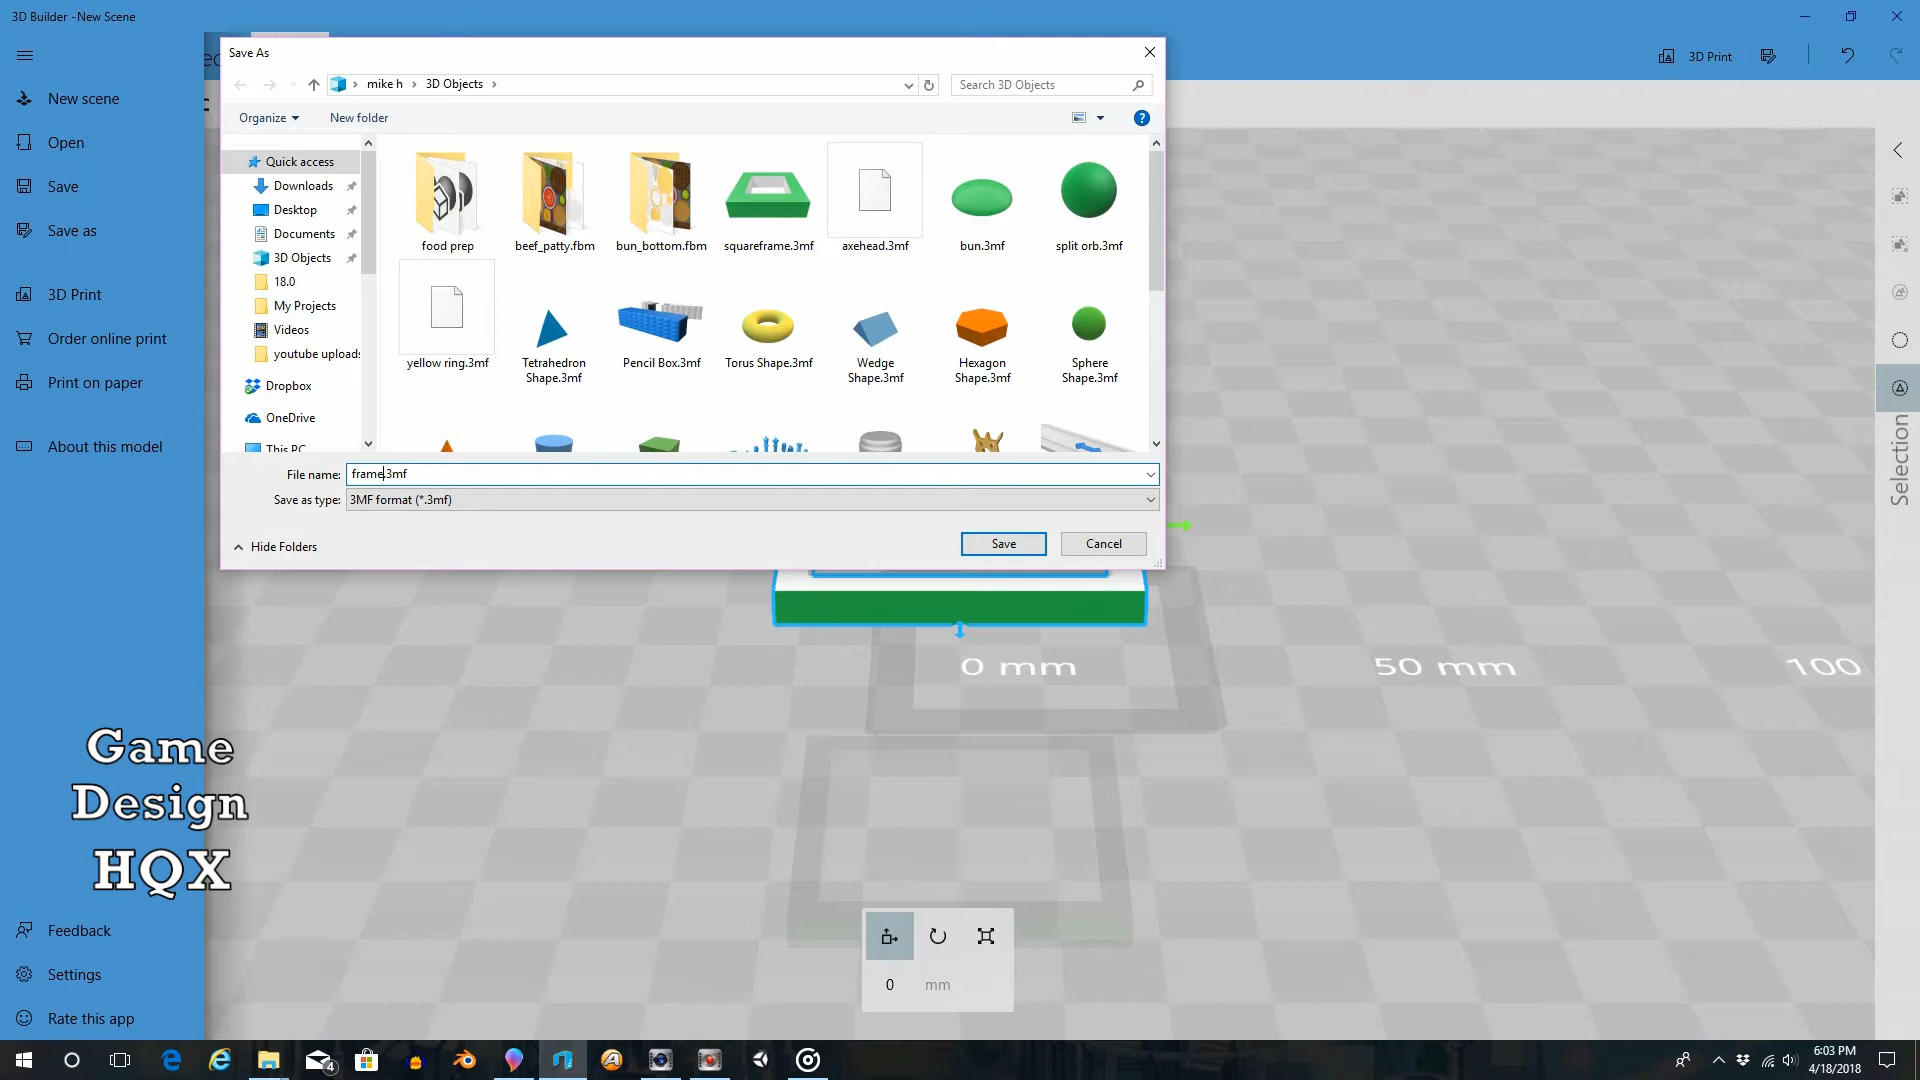 3D Builder -New Scene
Save As
mike h
3D Objects
Search 3D Objects
3D Print
Organize
New folder
New scene
Open
Save
Save as
3D Print
Order online print
Print on paper
About this model
Feedback
Settings
Rate this app
Quick access
Downloads
Desktop
Documents
3D Objects
18.0
My Projects
Videos
youtube uploads
Dropbox
OneDrive
This PC
food prep
beef_patty.fbm
bun_bottom.fbm
squareframe.3mf
axehead.3mf
bun.3mf
split orb.3mf
yellow ring.3mf
Tetrahedron
Shape.3mf
Pencil Box.3mf
Torus Shape.3mf
Wedge
Shape.3mf
Hexagon
Shape.3mf
Sphere
Shape.3mf
File name:
frame.3mf
Save as type:
3MF format (*.3mf)
Hide Folders
Save
Cancel
Selection
0 mm
50 mm
100
0
mm
Game
Design
HQX
4
6:03 PM
4/18/2018